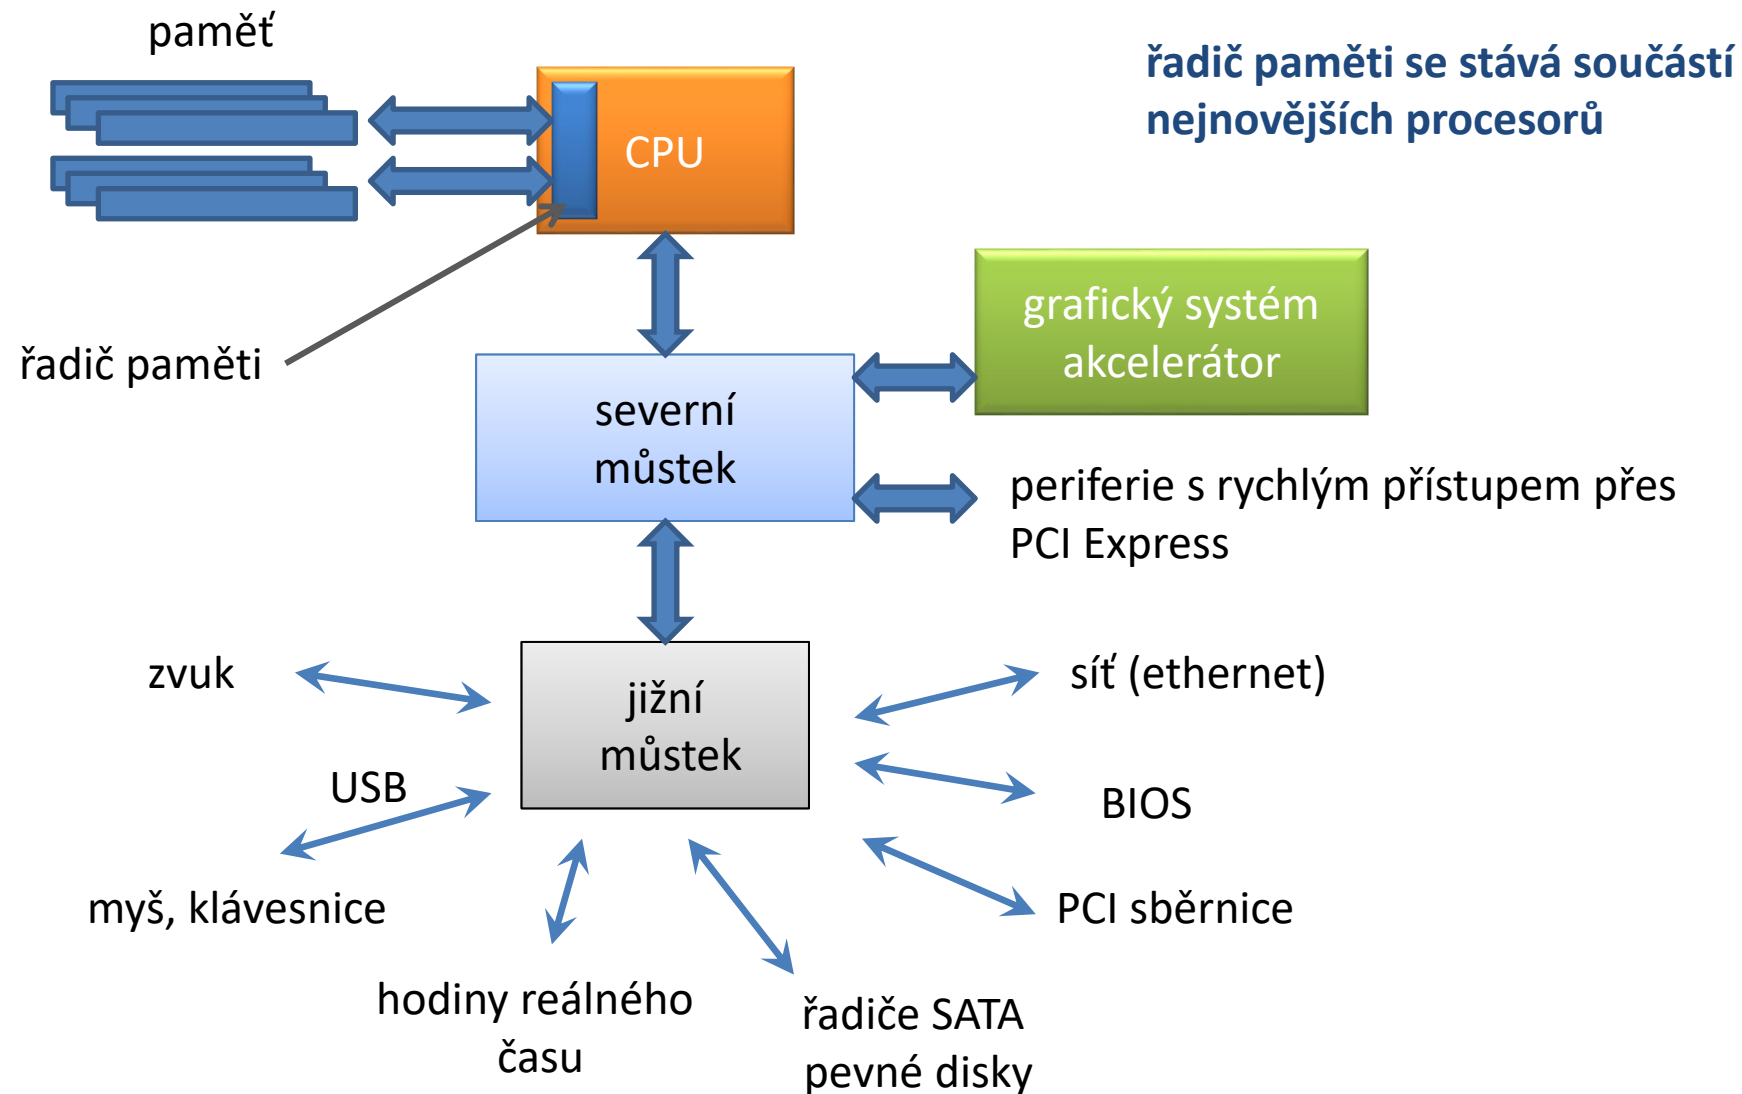 paměť
řadič paměti se stává součástí
nejnovějších procesorů
CPU
grafický systém
akcelerátor
řadič paměti
severní
můstek
periferie s rychlým přístupem přes
PCI Express
zvuk
síť (ethernet)
jižní
můstek
USB
BIOS
myš, klávesnice
PCI sběrnice
hodiny reálného
času
řadiče SATA
pevné disky